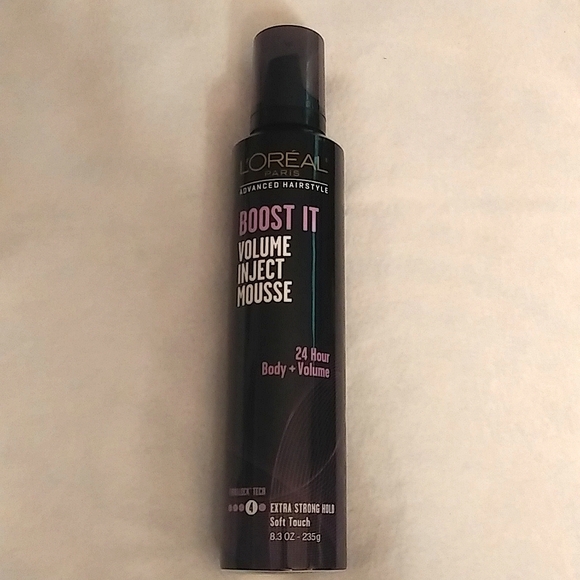 L'ORÉAL
PARIS
ADVANCED HAIRSTYLE
BOOST IT
VOLUME
INJECT
MOUSSE
24 Hour
Body + Volume
TECH
4
EXTRA STRONG HOLD
Soft Touch
8.3 OZ - 235g